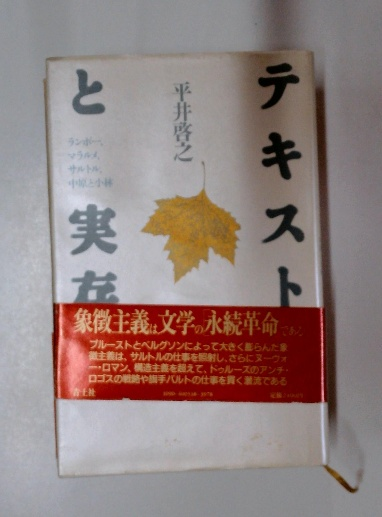 テキスト
と実存
平井啓之
ランボー、
マラルメ、
サルトル、
中原と小林
象徴主義は文学の「永続革命」である
プルーストとベルグソンによって大きく膨らんだ象
徴主義は、サルトルの仕事を照射し、さらにヌーヴォ
ー・ロマン、構造主義を超えて、ドゥルーズのアンチ・
ロゴスの戦略や旗手バルトの仕事を貫く潮流である
青土社